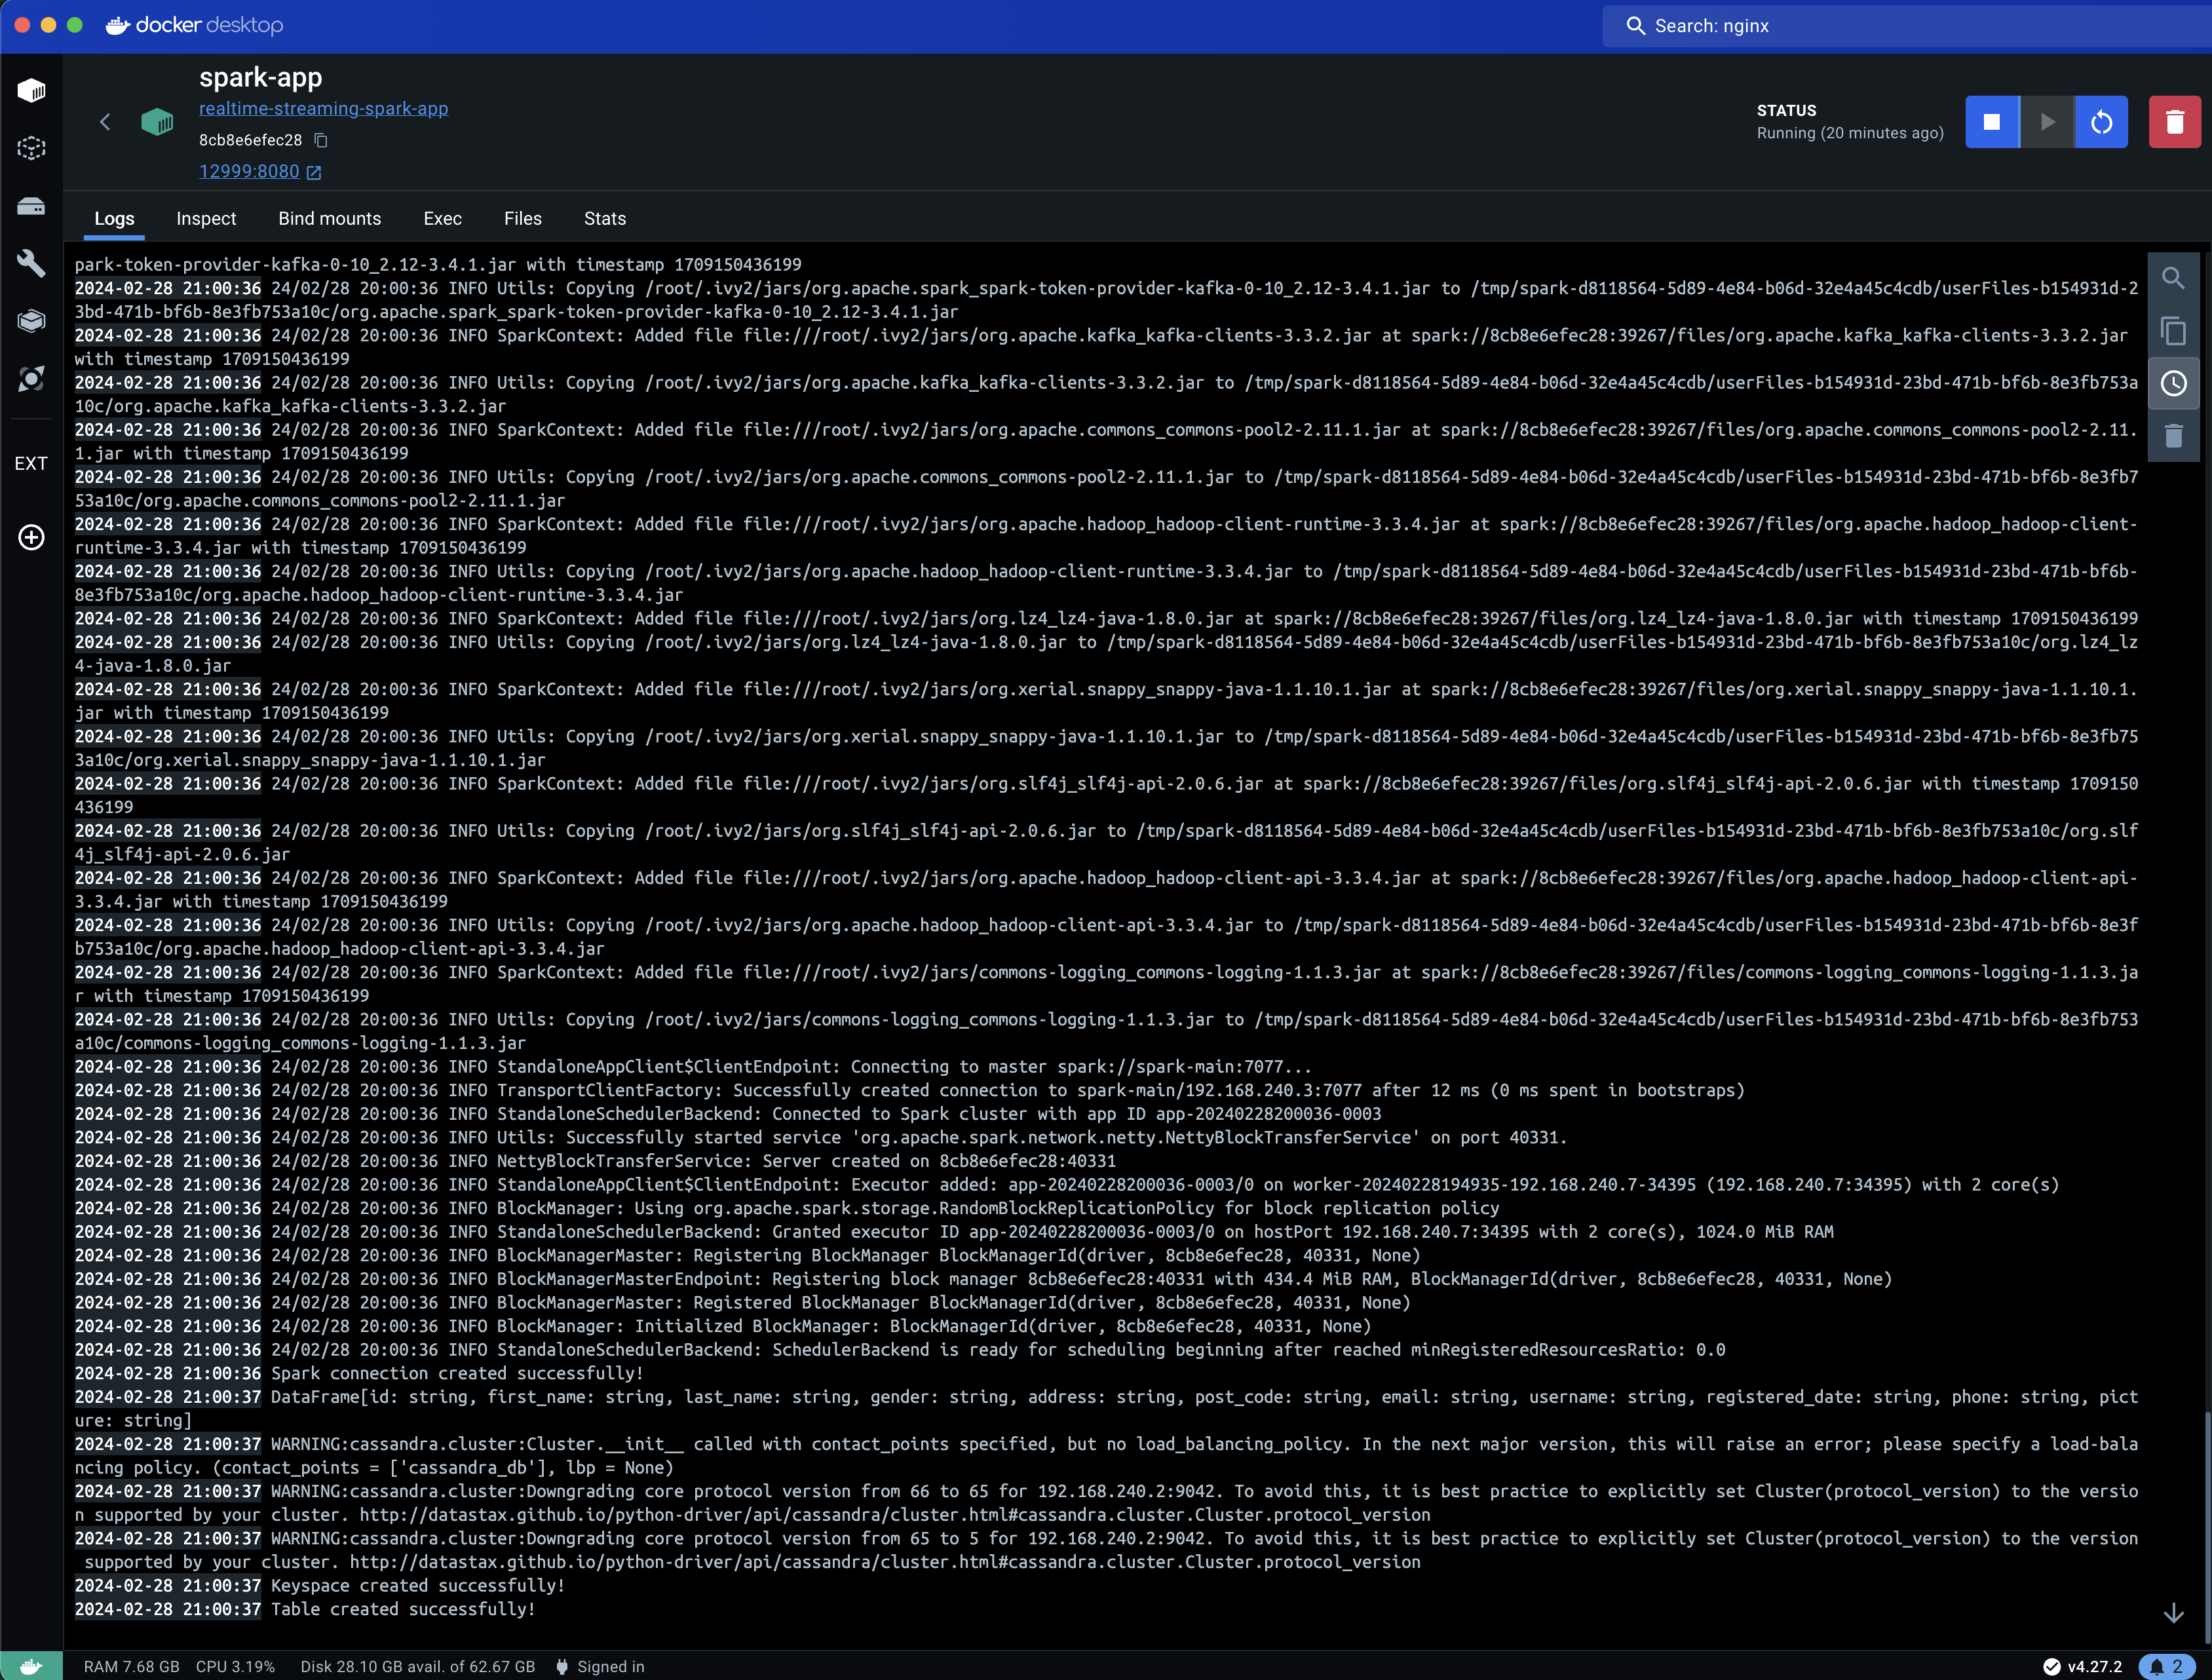 docker desktop
Search: nginx
spark-app
realtime-streaming-spark-app
8cb8e6efec28
12999:8080
STATUS
Running (20 minutes ago)
Logs
Inspect
Bind mounts
Exec
Files
Stats
EXT
park-token-provider-kafka-0-10_2.12-3.4.1.jar with timestamp 1709150436199
2024-02-28 21:00:36 24/02/28 20:00:36 INFO Utils: Copying /root/.ivy2/jars/org.apache.spark_spark-token-provider-kafka-0-10_2.12-3.4.1.jar to /tmp/spark-d8118564-5d89-4e84-b06d-32e4a45c4cdb/userFiles-b154931d-2
3bd-471b-bf6b-8e3fb753a10c/org.apache.spark_spark-token-provider-kafka-0-10_2.12-3.4.1.jar
2024-02-28 21:00:36 24/02/28 20:00:36 INFO SparkContext: Added file file:///root/.ivy2/jars/org.apache.kafka_kafka-clients-3.3.2.jar at spark://8cb8e6efec28:39267/files/org.apache.kafka_kafka-clients-3.3.2.jar
with timestamp 1709150436199
2024-02-28 21:00:36 24/02/28 20:00:36 INFO Utils: Copying /root/.ivy2/jars/org.apache.kafka_kafka-clients-3.3.2.jar to /tmp/spark-d8118564-5d89-4e84-b06d-32e4a45c4cdb/userFiles-b154931d-23bd-471b-bf6b-8e3fb753a
10c/org.apache.kafka_kafka-clients-3.3.2.jar
2024-02-28 21:00:36 24/02/28 20:00:36 INFO SparkContext: Added file file:///root/.ivy2/jars/org.apache.commons_commons-pool2-2.11.1.jar at spark://8cb8e6efec28:39267/files/org.apache.commons_commons-pool2-2.11.
1.jar with timestamp 1709150436199
2024-02-28 21:00:36 24/02/28 20:00:36 INFO Utils: Copying /root/.ivy2/jars/org.apache.commons_commons-pool2-2.11.1.jar to /tmp/spark-d8118564-5d89-4e84-b06d-32e4a45c4cdb/userFiles-b154931d-23bd-471b-bf6b-8e3fb7
53a10c/org.apache.commons_commons-pool2-2.11.1.jar
2024-02-28 21:00:36 24/02/28 20:00:36 INFO SparkContext: Added file file:///root/.ivy2/jars/org.apache.hadoop_hadoop-client-runtime-3.3.4.jar at spark://8cb8e6efec28:39267/files/org.apache.hadoop_hadoop-client-
runtime-3.3.4.jar with timestamp 1709150436199
2024-02-28 21:00:36 24/02/28 20:00:36 INFO Utils: Copying /root/.ivy2/jars/org.apache.hadoop_hadoop-client-runtime-3.3.4.jar to /tmp/spark-d8118564-5d89-4e84-b06d-32e4a45c4cdb/userFiles-b154931d-23bd-471b-bf6b-
8e3fb753a10c/org.apache.hadoop_hadoop-client-runtime-3.3.4.jar
2024-02-28 21:00:36 24/02/28 20:00:36 INFO SparkContext: Added file file:///root/.ivy2/jars/org.lz4_lz4-java-1.8.0.jar at spark://8cb8e6efec28:39267/files/org.lz4_lz4-java-1.8.0.jar with timestamp 1709150436199
2024-02-28 21:00:36 24/02/28 20:00:36 INFO Utils: Copying /root/.ivy2/jars/org.lz4_lz4-java-1.8.0.jar to /tmp/spark-d8118564-5d89-4e84-b06d-32e4a45c4cdb/userFiles-b154931d-23bd-471b-bf6b-8e3fb753a10c/org.lz4_lz
4-java-1.8.0.jar
2024-02-28 21:00:36 24/02/28 20:00:36 INFO SparkContext: Added file file:///root/.ivy2/jars/org.xerial.snappy_snappy-java-1.1.10.1.jar at spark://8cb8e6efec28:39267/files/org.xerial.snappy_snappy-java-1.1.10.1.
jar with timestamp 1709150436199
2024-02-28 21:00:36 24/02/28 20:00:36 INFO Utils: Copying /root/.ivy2/jars/org.xerial.snappy_snappy-java-1.1.10.1.jar to /tmp/spark-d8118564-5d89-4e84-b06d-32e4a45c4cdb/userFiles-b154931d-23bd-471b-bf6b-8e3fb75
3a10c/org.xerial.snappy_snappy-java-1.1.10.1.jar
2024-02-28 21:00:36 24/02/28 20:00:36 INFO SparkContext: Added file file:///root/.ivy2/jars/org.slf4j_slf4j-api-2.0.6.jar at spark://8cb8e6efec28:39267/files/org.slf4j_slf4j-api-2.0.6.jar with timestamp 1709150
436199
2024-02-28 21:00:36 24/02/28 20:00:36 INFO Utils: Copying /root/.ivy2/jars/org.slf4j_slf4j-api-2.0.6.jar to /tmp/spark-d8118564-5d89-4e84-b06d-32e4a45c4cdb/userFiles-b154931d-23bd-471b-bf6b-8e3fb753a10c/org.slf
4j_slf4j-api-2.0.6.jar
2024-02-28 21:00:36 24/02/28 20:00:36 INFO SparkContext: Added file file:///root/.ivy2/jars/org.apache.hadoop_hadoop-client-api-3.3.4.jar at spark://8cb8e6efec28:39267/files/org.apache.hadoop_hadoop-client-api-
3.3.4.jar with timestamp 1709150436199
2024-02-28 21:00:36 24/02/28 20:00:36 INFO Utils: Copying /root/.ivy2/jars/org.apache.hadoop_hadoop-client-api-3.3.4.jar to /tmp/spark-d8118564-5d89-4e84-b06d-32e4a45c4cdb/userFiles-b154931d-23bd-471b-bf6b-8e3f
b753a10c/org.apache.hadoop_hadoop-client-api-3.3.4.jar
2024-02-28 21:00:36 24/02/28 20:00:36 INFO SparkContext: Added file file:///root/.ivy2/jars/commons-logging_commons-logging-1.1.3.jar at spark://8cb8e6efec28:39267/files/commons-logging_commons-logging-1.1.3.ja
r with timestamp 1709150436199
2024-02-28 21:00:36 24/02/28 20:00:36 INFO Utils: Copying /root/.ivy2/jars/commons-logging_commons-logging-1.1.3.jar to /tmp/spark-d8118564-5d89-4e84-b06d-32e4a45c4cdb/userFiles-b154931d-23bd-471b-bf6b-8e3fb753
a10c/commons-logging_commons-logging-1.1.3.jar
2024-02-28 21:00:36 24/02/28 20:00:36 INFO StandaloneAppClient$ClientEndpoint: Connecting to master spark://spark-main:7077...
2024-02-28 21:00:36 24/02/28 20:00:36 INFO TransportClientFactory: Successfully created connection to spark-main/192.168.240.3:7077 after 12 ms (0 ms spent in bootstraps)
2024-02-28 21:00:36 24/02/28 20:00:36 INFO StandaloneSchedulerBackend: Connected to Spark cluster with app ID app-20240228200036-0003
2024-02-28 21:00:36 24/02/28 20:00:36 INFO Utils: Successfully started service 'org.apache.spark.network.netty.NettyBlockTransferService' on port 40331.
2024-02-28 21:00:36 24/02/28 20:00:36 INFO NettyBlockTransferService: Server created on 8cb8e6efec28:40331
2024-02-28 21:00:36 24/02/28 20:00:36 INFO StandaloneAppClient$ClientEndpoint: Executor added: app-20240228200036-0003/0 on worker-20240228194935-192.168.240.7-34395 (192.168.240.7:34395) with 2 core(s)
2024-02-28 21:00:36 24/02/28 20:00:36 INFO BlockManager: Using org.apache.spark.storage.RandomBlockReplicationPolicy for block replication policy
2024-02-28 21:00:36 24/02/28 20:00:36 INFO StandaloneSchedulerBackend: Granted executor ID app-20240228200036-0003/0 on hostPort 192.168.240.7:34395 with 2 core(s), 1024.0 MiB RAM
2024-02-28 21:00:36 24/02/28 20:00:36 INFO BlockManagerMaster: Registering BlockManager BlockManagerId(driver, 8cb8e6efec28, 40331, None)
2024-02-28 21:00:36 24/02/28 20:00:36 INFO BlockManagerMasterEndpoint: Registering block manager 8cb8e6efec28:40331 with 434.4 MiB RAM, BlockManagerId(driver, 8cb8e6efec28, 40331, None)
2024-02-28 21:00:36 24/02/28 20:00:36 INFO BlockManagerMaster: Registered BlockManager BlockManagerId(driver, 8cb8e6efec28, 40331, None)
2024-02-28 21:00:36 24/02/28 20:00:36 INFO BlockManager: Initialized BlockManager: BlockManagerId(driver, 8cb8e6efec28, 40331, None)
2024-02-28 21:00:36 24/02/28 20:00:36 INFO StandaloneSchedulerBackend: SchedulerBackend is ready for scheduling beginning after reached minRegisteredResourcesRatio: 0.0
2024-02-28 21:00:36 Spark connection created successfully!
2024-02-28 21:00:37 DataFrame[id: string, first_name: string, last_name: string, gender: string, address: string, post_code: string, email: string, username: string, registered_date: string, phone: string, pict
ure: string]
2024-02-28 21:00:37 WARNING:cassandra.cluster:Cluster.__init__ called with contact_points specified, but no load_balancing_policy. In the next major version, this will raise an error; please specify a load-bala
ncing policy. (contact_points = ['cassandra_db'], lbp = None)
2024-02-28 21:00:37 WARNING:cassandra.cluster:Downgrading core protocol version from 66 to 65 for 192.168.240.2:9042. To avoid this, it is best practice to explicitly set Cluster(protocol_version) to the versio
n supported by your cluster. http://datastax.github.io/python-driver/api/cassandra/cluster.html#cassandra.cluster.Cluster.protocol_version
2024-02-28 21:00:37 WARNING:cassandra.cluster:Downgrading core protocol version from 65 to 5 for 192.168.240.2:9042. To avoid this, it is best practice to explicitly set Cluster(protocol_version) to the version
supported by your cluster. http://datastax.github.io/python-driver/api/cassandra/cluster.html#cassandra.cluster.Cluster.protocol_version
2024-02-28 21:00:37 Keyspace created successfully!
2024-02-28 21:00:37 Table created successfully!
RAM 7.68 GB CPU 3.19% Disk 28.10 GB avail. of 62.67 GB Signed in
v4.27.2
2